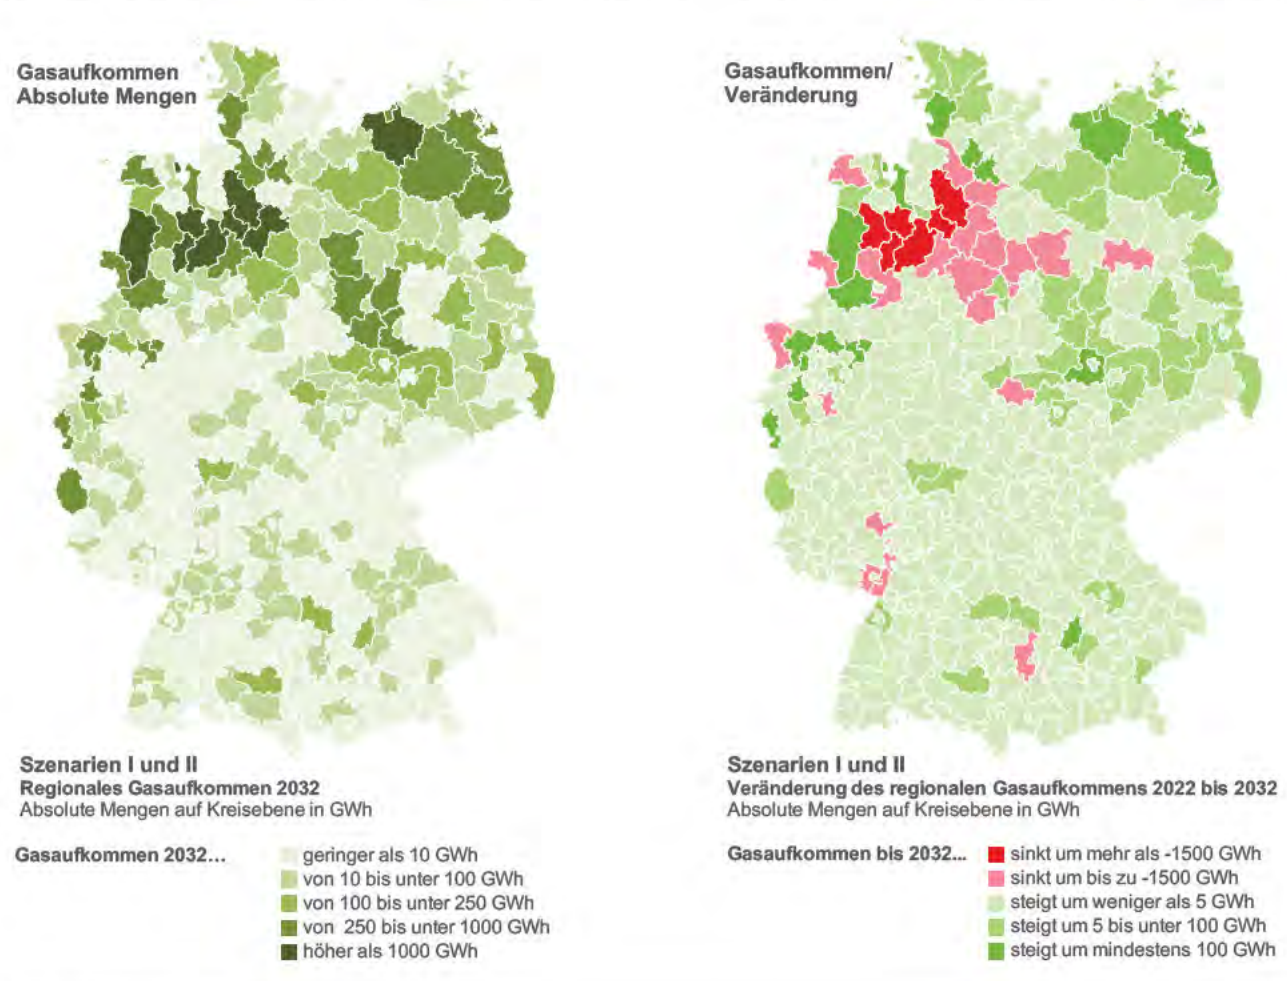 Gasaufkommen
Absolute Mengen
Szenarien I und II
Regionales Gasaufkommen 2032
Absolute Mengen auf Kreisebene in GWh
Gasaufkommen 2032...
geringer als 10 GWh
von 10 bis unter 100 GWh
von 100 bis unter 250 GWh
von 250 bis unter 1000 GWh
höher als 1000 GWh
Gasaufkommen/
Veränderung
Szenarien I und II
Veränderung des regionalen Gasaufkommens 2022 bis 2032
Absolute Mengen auf Kreisebene in GWh
Gasaufkommen bis 2032...
sinkt um mehr als -1500 GWh
sinkt um bis zu -1500 GWh
steigt um weniger als 5 GWh
steigt um 5 bis unter 100 GWh
steigt um mindestens 100 GWh